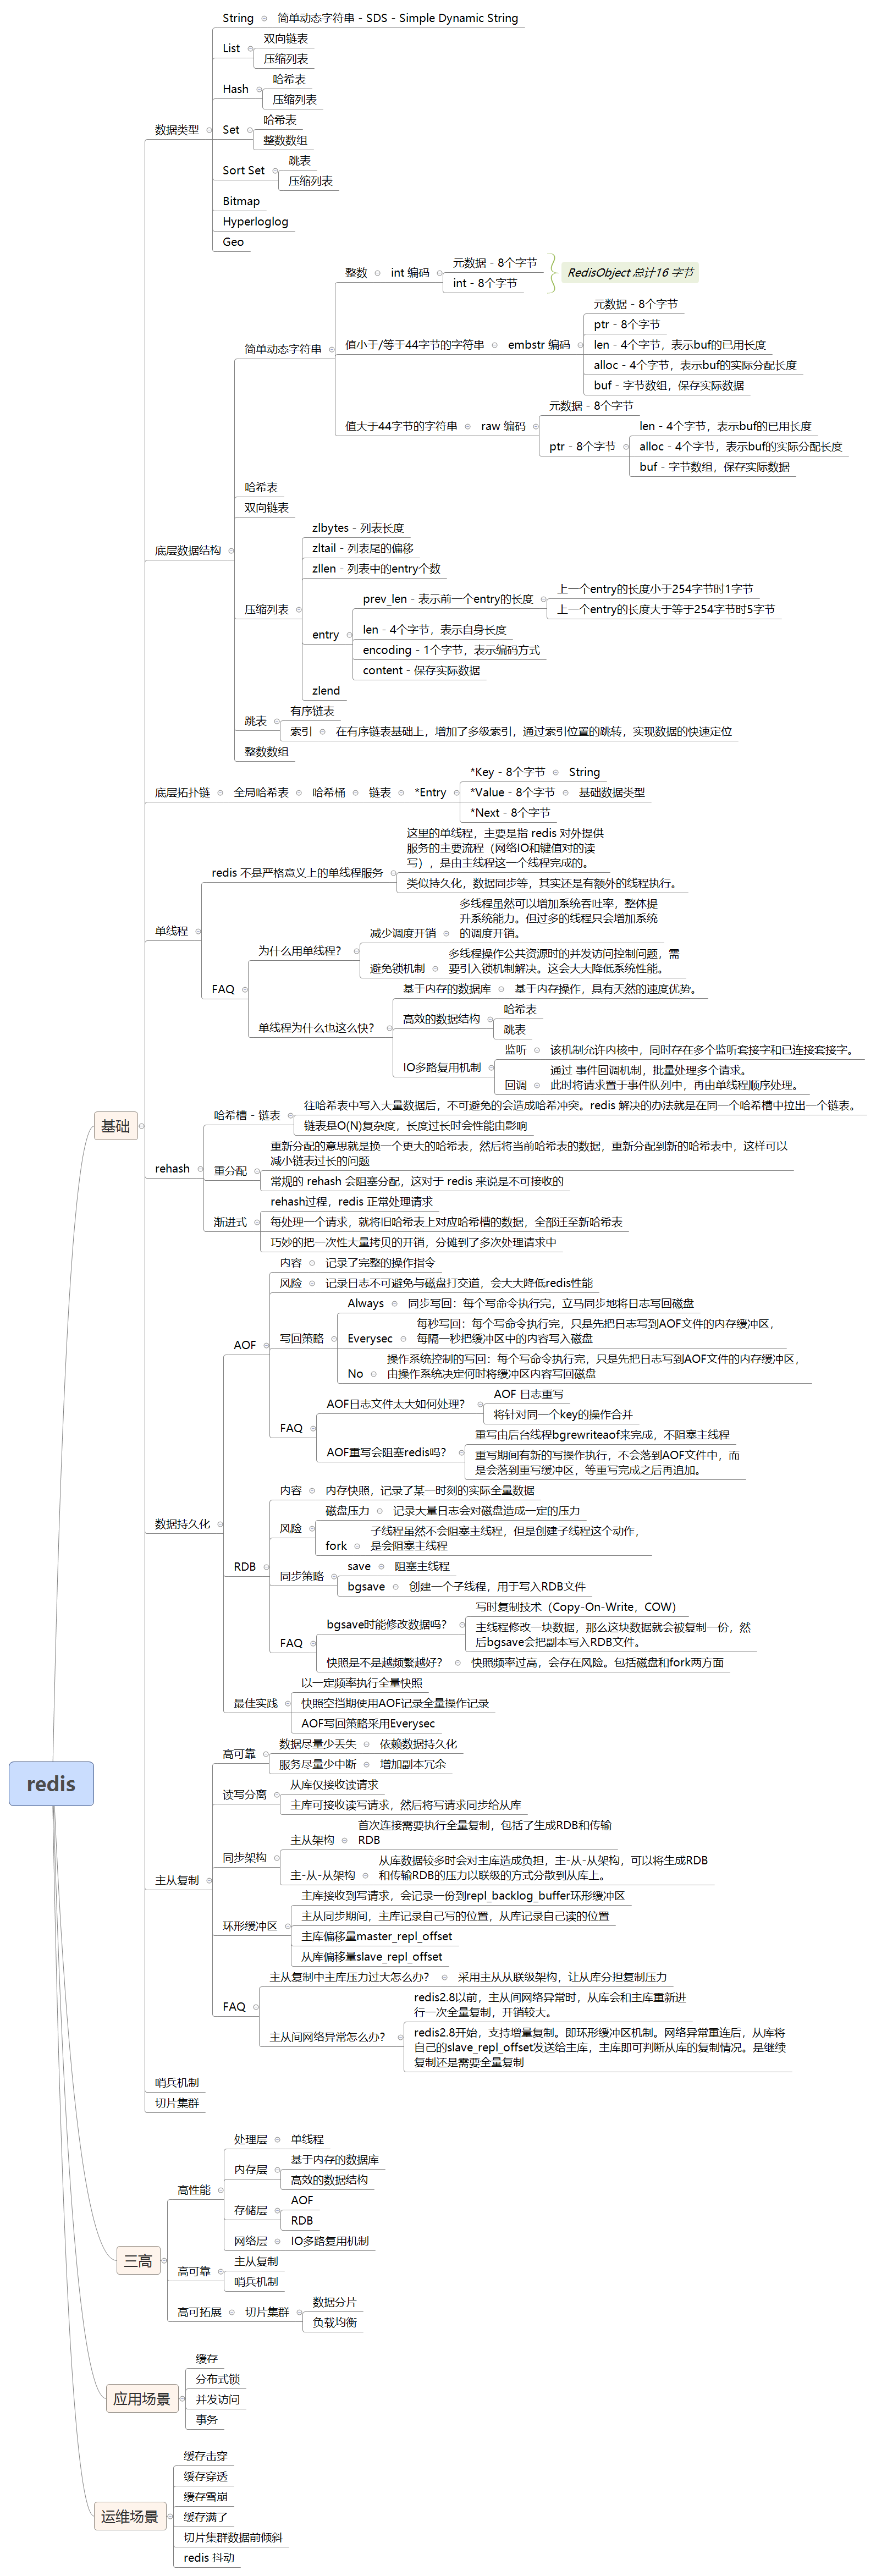 redis
基础
数据类型
String
简单动态字符串 - SDS - Simple Dynamic String
List
双向链表
压缩列表
Hash
哈希表
压缩列表
Set
哈希表
整数数组
Sort Set
跳表
压缩列表
Bitmap
Hyperloglog
Geo
底层数据结构
简单动态字符串
整数
int 编码
元数据 - 8个字节
int - 8个字节
RedisObject 总计16 字节
值小于/等于44字节的字符串
embstr 编码
元数据 - 8个字节
ptr - 8个字节
len - 4个字节，表示buf的已用长度
alloc - 4个字节，表示buf的实际分配长度
buf - 字节数组，保存实际数据
值大于44字节的字符串
raw 编码
元数据 - 8个字节
ptr - 8个字节
len - 4个字节，表示buf的已用长度
alloc - 4个字节，表示buf的实际分配长度
buf - 字节数组，保存实际数据
哈希表
双向链表
压缩列表
zlbytes - 列表长度
zltail - 列表尾的偏移
zllen - 列表中的entry个数
entry
prev_len - 表示前一个entry的长度
上一个entry的长度小于254字节时1字节
上一个entry的长度大于等于254字节时5字节
len - 4个字节，表示自身长度
encoding - 1个字节，表示编码方式
content - 保存实际数据
zlend
跳表
有序链表
索引
在有序链表基础上，增加了多级索引，通过索引位置的跳转，实现数据的快速定位
整数数组
底层拓扑链
全局哈希表
哈希桶
链表
*Entry
*Key - 8个字节
String
*Value - 8个字节
基础数据类型
*Next - 8个字节
单线程
redis 不是严格意义上的单线程服务
这里的单线程，主要是指 redis 对外提供
服务的主要流程（网络IO和键值对的读
写），是由主线程这一个线程完成的。
类似持久化，数据同步等，其实还是有额外的线程执行。
FAQ
为什么用单线程？
减少调度开销
多线程虽然可以增加系统吞吐率，整体提
升系统能力。但过多的线程只会增加系统
的调度开销。
避免锁机制
多线程操作公共资源时的并发访问控制问题，需
要引入锁机制解决。这会大大降低系统性能。
单线程为什么也这么快？
基于内存的数据库
基于内存操作，具有天然的速度优势。
高效的数据结构
哈希表
跳表
IO多路复用机制
监听
该机制允许内核中，同时存在多个监听套接字和已连接套接字。
回调
通过 事件回调机制，批量处理多个请求。
此时将请求置于事件队列中，再由单线程顺序处理。
rehash
哈希槽 - 链表
往哈希表中写入大量数据后，不可避免的会造成哈希冲突。redis 解决的办法就是在同一个哈希槽中拉出一个链表。
链表是O(N)复杂度，长度过长时会性能由影响
重分配
重新分配的意思就是换一个更大的哈希表，然后将当前哈希表的数据，重新分配到新的哈希表中，这样可以
减小链表过长的问题
常规的 rehash 会阻塞分配，这对于 redis 来说是不可接收的
渐进式
rehash过程，redis 正常处理请求
每处理一个请求，就将旧哈希表上对应哈希槽的数据，全部迁至新哈希表
巧妙的把一次性大量拷贝的开销，分摊到了多次处理请求中
数据持久化
AOF
内容
记录了完整的操作指令
风险
记录日志不可避免与磁盘打交道，会大大降低redis性能
写回策略
Always
同步写回：每个写命令执行完，立马同步地将日志写回磁盘
Everysec
每秒写回：每个写命令执行完，只是先把日志写到AOF文件的内存缓冲区，
每隔一秒把缓冲区中的内容写入磁盘
No
操作系统控制的写回：每个写命令执行完，只是先把日志写到AOF文件的内存缓冲区，
由操作系统决定何时将缓冲区内容写回磁盘
FAQ
AOF日志文件太大如何处理？
AOF 日志重写
将针对同一个key的操作合并
AOF重写会阻塞redis吗？
重写由后台线程bgrewriteaof来完成，不阻塞主线程
重写期间有新的写操作执行，不会落到AOF文件中，而
是会落到重写缓冲区，等重写完成之后再追加。
RDB
内容
内存快照，记录了某一时刻的实际全量数据
风险
磁盘压力
记录大量日志会对磁盘造成一定的压力
fork
子线程虽然不会阻塞主线程，但是创建子线程这个动作，
是会阻塞主线程
同步策略
save
阻塞主线程
bgsave
创建一个子线程，用于写入RDB文件
FAQ
bgsave时能修改数据吗？
写时复制技术（Copy-On-Write，COW）
主线程修改一块数据，那么这块数据就会被复制一份，然
后bgsave会把副本写入RDB文件。
快照是不是越频繁越好？
快照频率过高，会存在风险。包括磁盘和fork两方面
最佳实践
以一定频率执行全量快照
快照空挡期使用AOF记录全量操作记录
AOF写回策略采用Everysec
主从复制
高可靠
数据尽量少丢失
依赖数据持久化
服务尽量少中断
增加副本冗余
读写分离
从库仅接收读请求
主库可接收读写请求，然后将写请求同步给从库
同步架构
主从架构
首次连接需要执行全量复制，包括了生成RDB和传输
RDB
主-从-从架构
从库数据较多时会对主库造成负担，主-从-从架构，可以将生成RDB
和传输RDB的压力以联级的方式分散到从库上。
环形缓冲区
主库接收到写请求，会记录一份到repl_backlog_buffer环形缓冲区
主从同步期间，主库记录自己写的位置，从库记录自己读的位置
主库偏移量master_repl_offset
从库偏移量slave_repl_offset
FAQ
主从复制中主库压力过大怎么办？
采用主从从联级架构，让从库分担复制压力
主从间网络异常怎么办？
redis2.8以前，主从间网络异常时，从库会和主库重新进
行一次全量复制，开销较大。
redis2.8开始，支持增量复制。即环形缓冲区机制。网络异常重连后，从库将
自己的slave_repl_offset发送给主库，主库即可判断从库的复制情况。是继续
复制还是需要全量复制
哨兵机制
切片集群
三高
高性能
处理层
单线程
内存层
基于内存的数据库
高效的数据结构
存储层
AOF
RDB
网络层
IO多路复用机制
高可靠
主从复制
哨兵机制
高可拓展
切片集群
数据分片
负载均衡
应用场景
缓存
分布式锁
并发访问
事务
运维场景
缓存击穿
缓存穿透
缓存雪崩
缓存满了
切片集群数据前倾斜
redis 抖动